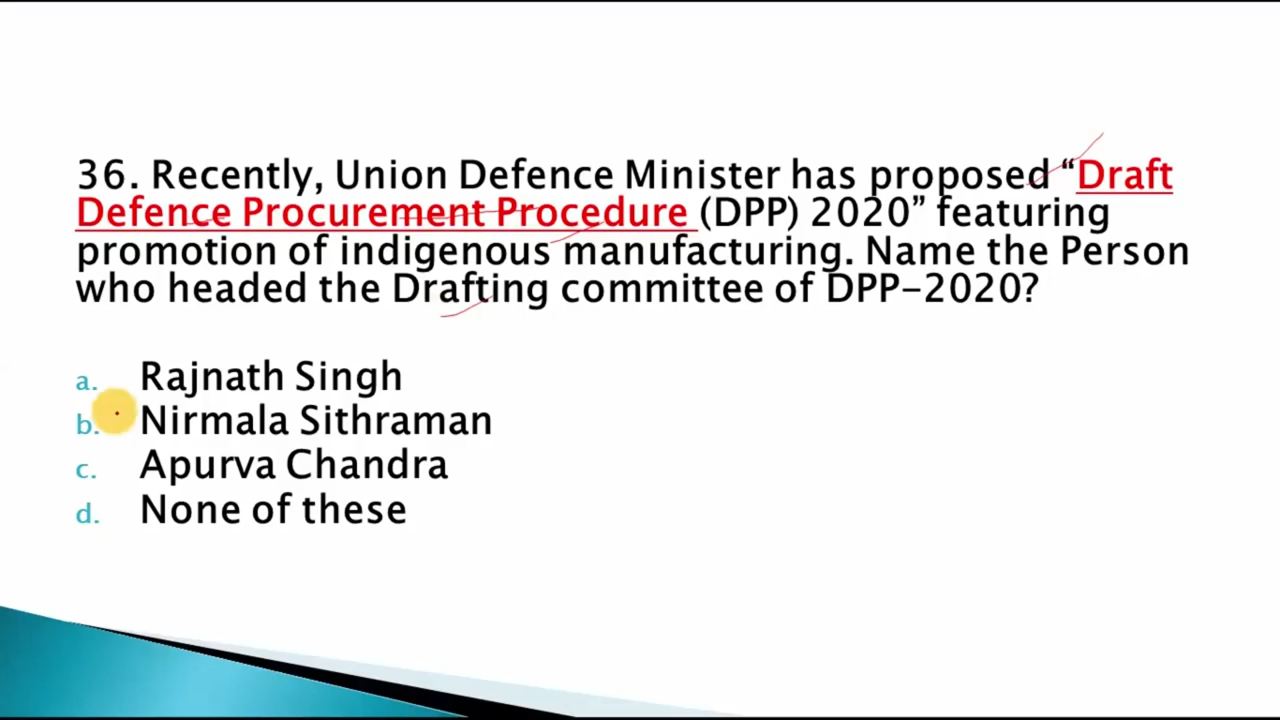 36. Recently, Union Defence Minister has proposed “Draft
Defence Procurement Procedure (DPP) 2020” featuring
promotion of indigenous manufacturing. Name the Person
who headed the Drafting committee of DPP-2020?
a. Rajnath Singh
b. Nirmala Sithraman
c. Apurva Chandra
d. None of these